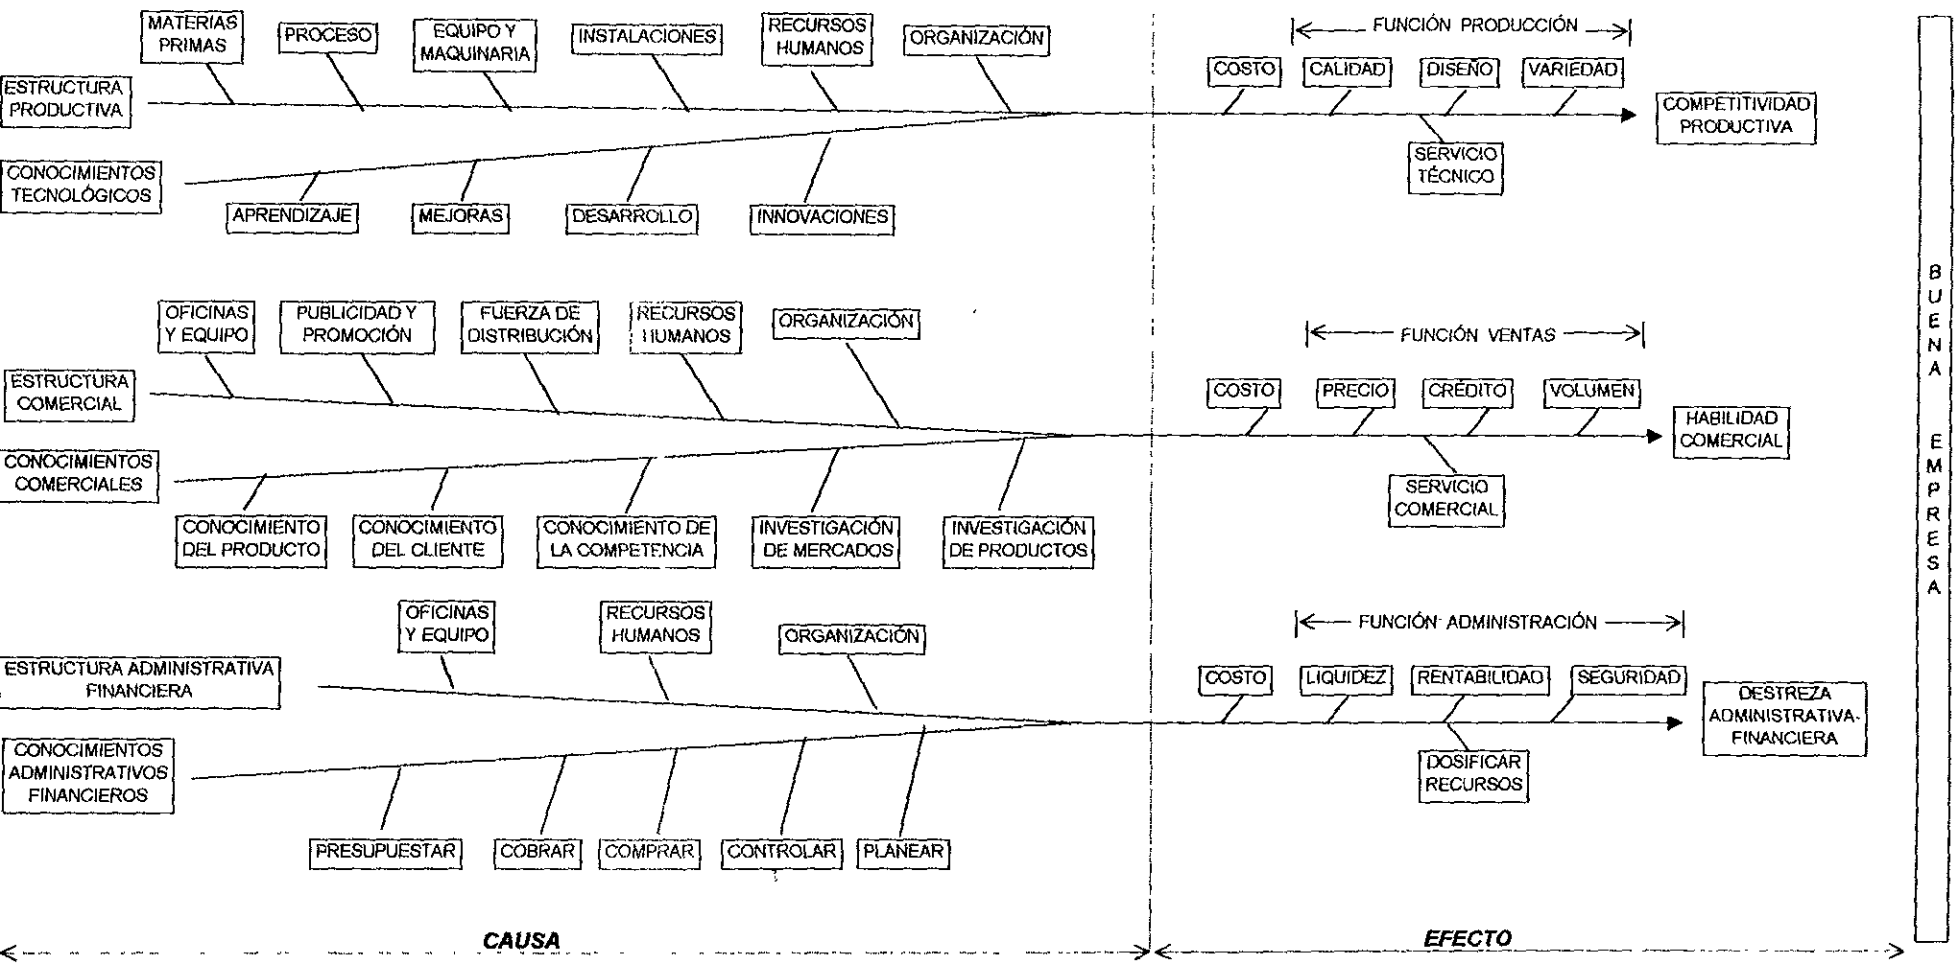 MATERIAS
PRIMAS
PROCESO
EQUIPO Y
MAQUINARIA
INSTALACIONES
RECURSOS
HUMANOS
ORGANIZACIÓN
FUNCIÓN PRODUCCIÓN
ESTRUCTURA
PRODUCTIVA
COSTO
CALIDAD
DISEÑO
VARIEDAD
COMPETITIVIDAD
PRODUCTIVA
CONOCIMIENTOS
TECNOLÓGICOS
SERVICIO
TÉCNICO
APRENDIZAJE
MEJORAS
DESARROLLO
INNOVACIONES
OFICINAS
Y EQUIPO
PUBLICIDAD Y
PROMOCIÓN
FUERZA DE
DISTRIBUCIÓN
RECURSOS
HUMANOS
ORGANIZACIÓN
FUNCIÓN VENTAS
ESTRUCTURA
COMERCIAL
COSTO
PRECIO
CRÉDITO
VOLUMEN
HABILIDAD
COMERCIAL
CONOCIMIENTOS
COMERCIALES
SERVICIO
COMERCIAL
CONOCIMIENTO
DEL PRODUCTO
CONOCIMIENTO
DEL CLIENTE
CONOCIMIENTO DE
LA COMPETENCIA
INVESTIGACIÓN
DE MERCADOS
INVESTIGACIÓN
DE PRODUCTOS
OFICINAS
Y EQUIPO
RECURSOS
HUMANOS
ORGANIZACIÓN
FUNCIÓN ADMINISTRACIÓN
ESTRUCTURA ADMINISTRATIVA
FINANCIERA
COSTO
LIQUIDEZ
RENTABILIDAD
SEGURIDAD
DESTREZA
ADMINISTRATIVA-
FINANCIERA
CONOCIMIENTOS
ADMINISTRATIVOS
FINANCIEROS
DOSIFICAR
RECURSOS
PRESUPUESTAR
COBRAR
COMPRAR
CONTROLAR
PLANEAR
BUENA EMPRESA
CAUSA
EFECTO